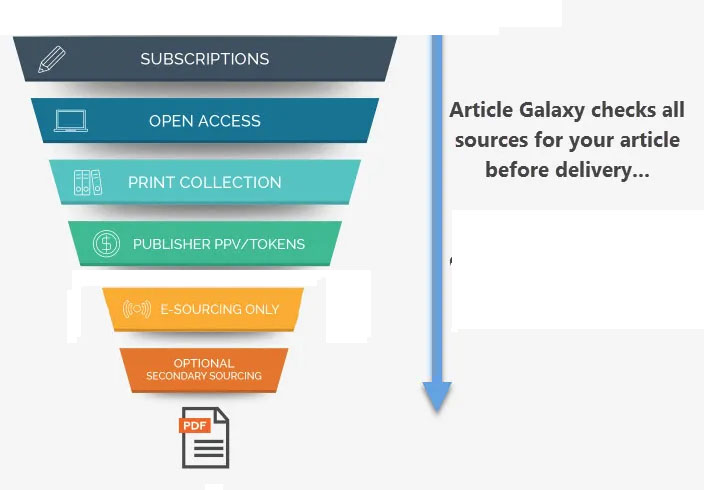 SUBSCRIPTIONS
OPEN ACCESS
PRINT COLLECTION
PUBLISHER PPV/TOKENS
E-SOURCING ONLY
OPTIONAL
SECONDARY SOURCING
PDF
Article Galaxy checks all
sources for your article
before delivery...